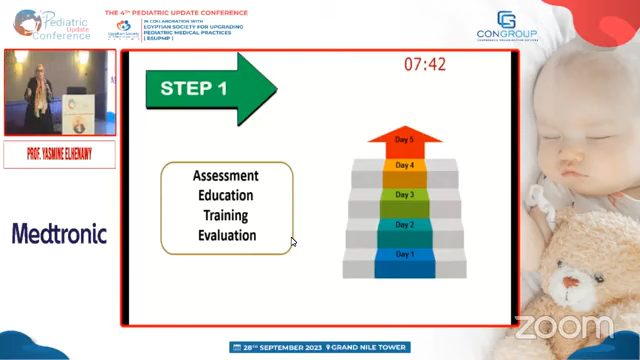 Pediatric
Update
Conference
THE 4TH PEDIATRIC UPDATE CONFERENCE
IN COLLABORATION WITH
EGYPTIAN SOCIETY FOR UPGRADING
PEDIATRIC MEDICAL PRACTICES
( ESUPMP )
CONGROUP
07:42
STEP 1
Assessment
Education
Training
Evaluation
Day 5
Day 4
Day 3
Day 2
Day 1
PROF. YASMINE ELHENAWY
Medtronic
zoom
28TH SEPTEMBER 2023 GRAND NILE TOWER